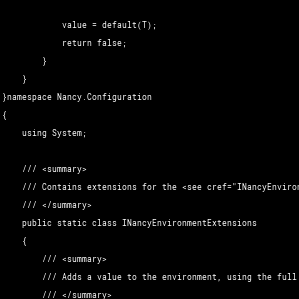 value = default(T);
            return false;
        }
    }
}namespace Nancy.Configuration
{
    using System;

    /// <summary>
    /// Contains extensions for the <see cref="INancyEnviron
    /// </summary>
    public static class INancyEnvironmentExtensions
    {
        /// <summary>
        /// Adds a value to the environment, using the full
        /// </summary>